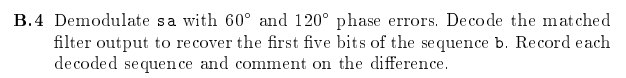 B.4 Demodulate sa with 60° and 120° phase errors. Decode the matched
filter output to recover the first five bits of the sequence b. Record each
decoded sequence and comment on the difference.